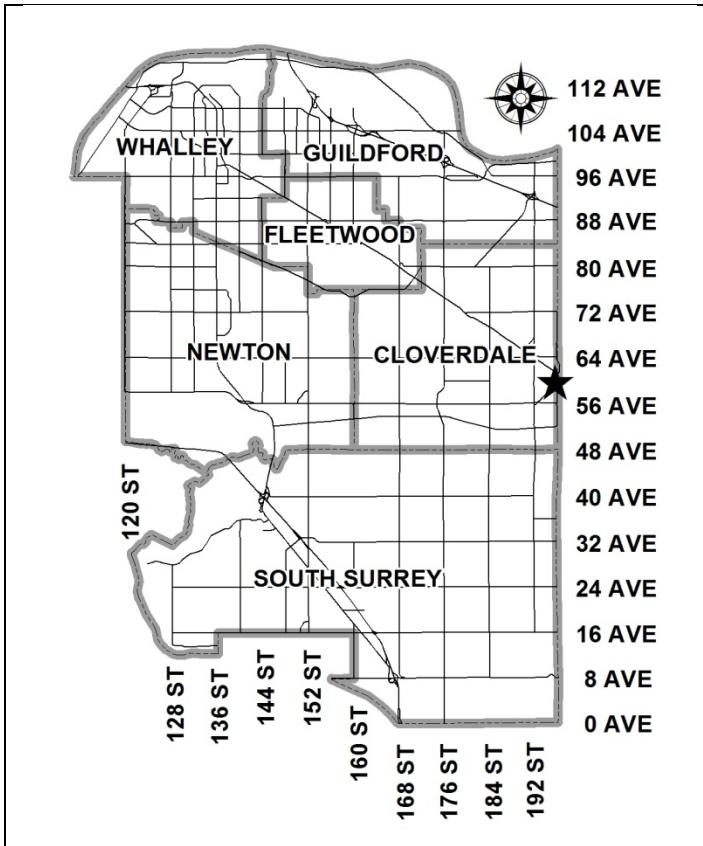 112 AVE
104 AVE
WHALLEY
GUILDFORD
96 AVE
88 AVE
FLEETWOOD
80 AVE
72 AVE
NEWTON
CLOVERDALE
64 AVE
56 AVE
48 AVE
120 ST
40 AVE
32 AVE
SOUTH SURREY
24 AVE
16 AVE
8 AVE
0 AVE
128 ST
136 ST
144 ST
152 ST
160 ST
168 ST
176 ST
184 ST
192 ST